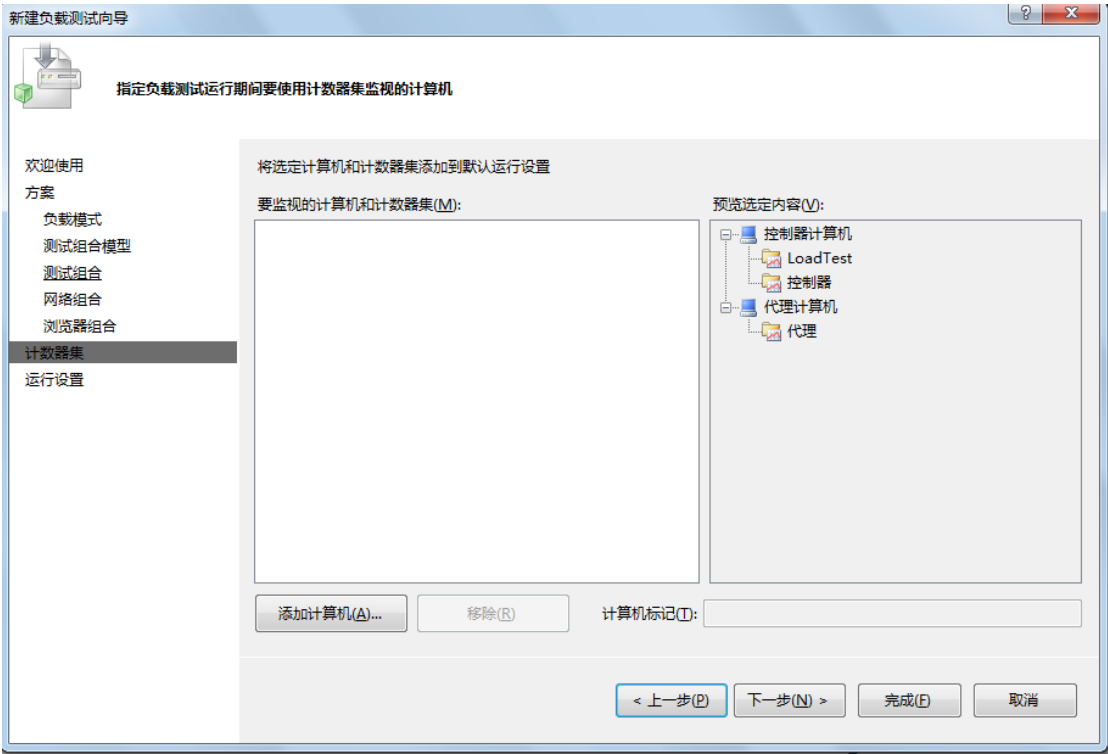 新建负载测试向导
指定负载测试运行期间要使用计数器集监视的计算机
欢迎使用
方案
负载模式
测试组合模型
测试组合
网络组合
浏览器组合
计数器集
运行设置
将选定计算机和计数器集添加到默认运行设置
要监视的计算机和计数器集(M):
预览选定内容(V):
控制器计算机
LoadTest
控制器
代理计算机
代理
添加计算机(A)...
移除(R)
计算机标记(T):
< 上一步(P)
下一步(N) >
完成(F)
取消